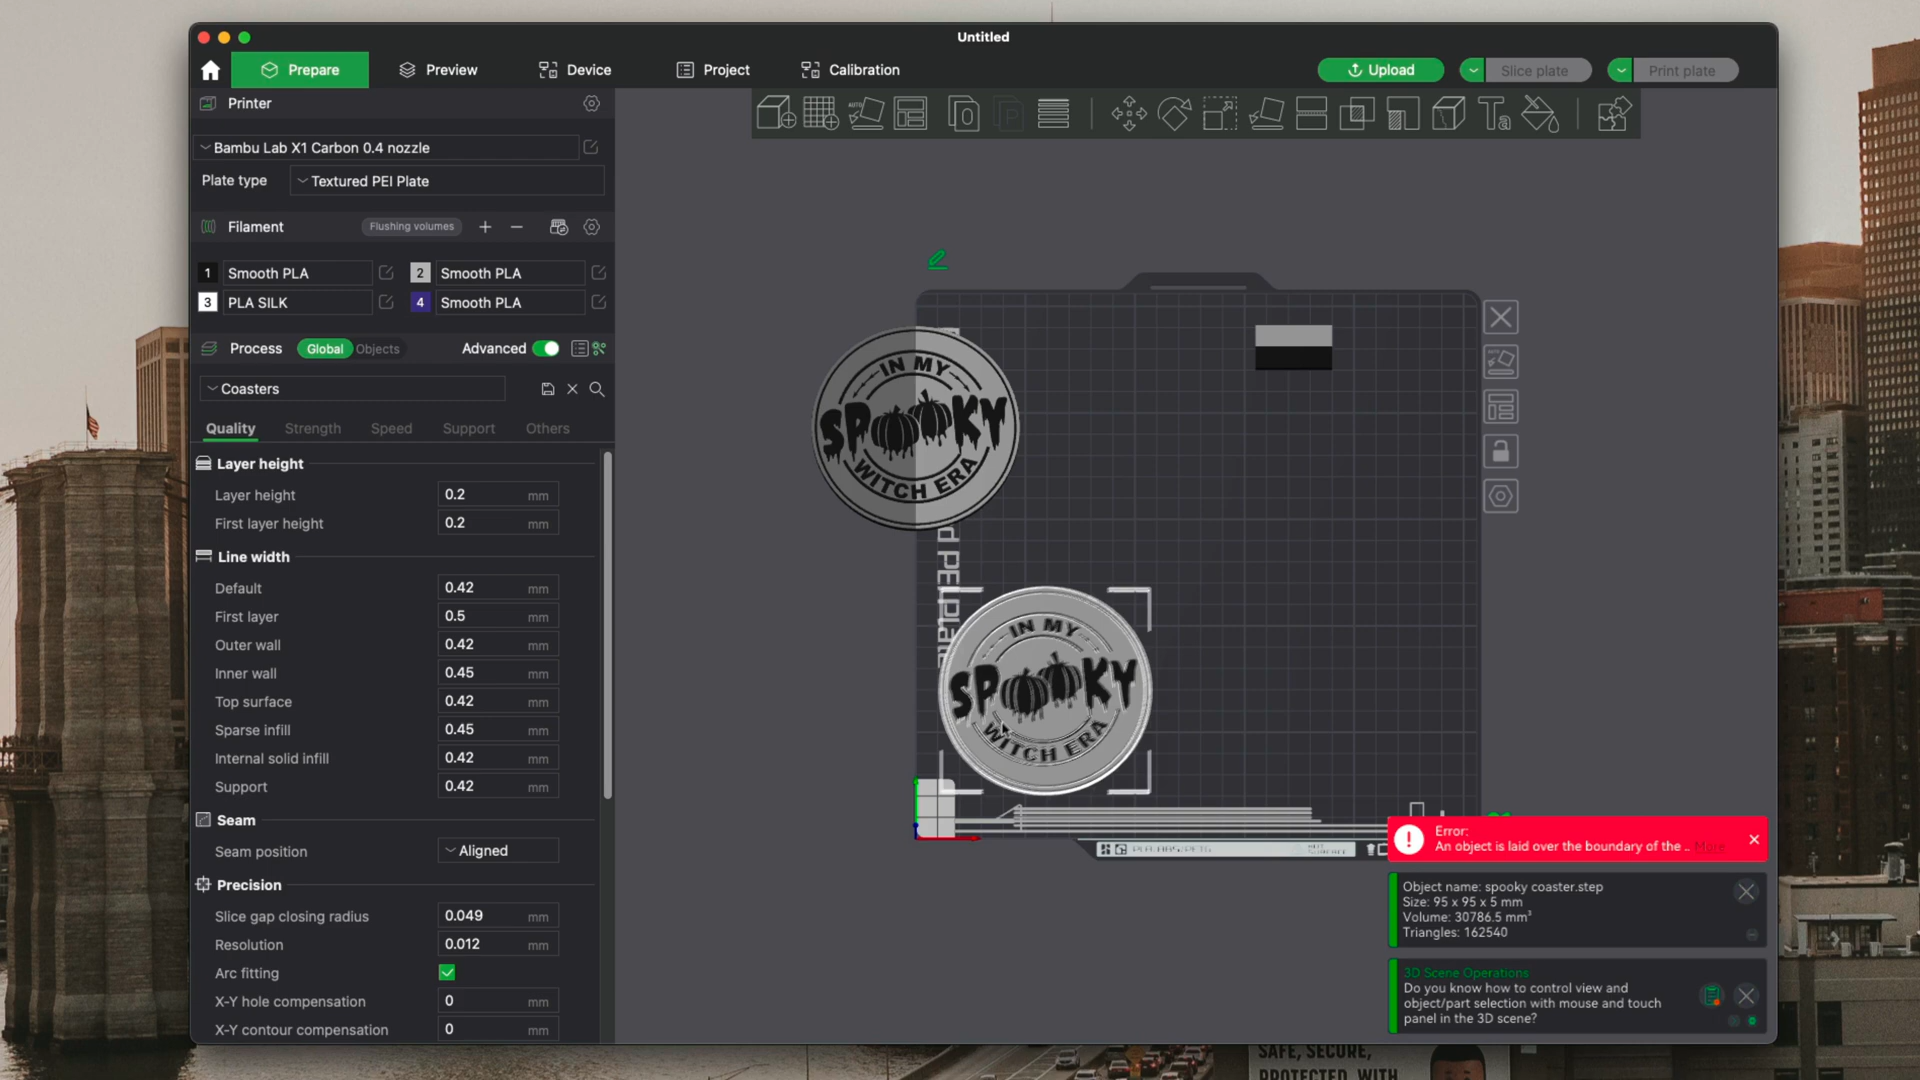 Untitled
Prepare
Preview
Device
Project
Calibration
Upload
Slice plate
Print plate
Printer
Bambu Lab X1 Carbon 0.4 nozzle
Plate type
Textured PEI Plate
Filament
Flushing volumes
1 Smooth PLA
2 Smooth PLA
3 PLA SILK
4 Smooth PLA
Process
Global
Objects
Advanced
Coasters
Quality
Strength
Speed
Support
Others
Layer height
Layer height 0.2 mm
First layer height 0.2 mm
Line width
Default 0.42 mm
First layer 0.5 mm
Outer wall 0.42 mm
Inner wall 0.45 mm
Top surface 0.42 mm
Sparse infill 0.45 mm
Internal solid infill 0.42 mm
Support 0.42 mm
Seam
Seam position Aligned
Precision
Slice gap closing radius 0.049 mm
Resolution 0.012 mm
Arc fitting
X-Y hole compensation 0 mm
X-Y contour compensation 0 mm
AUTO
Ta
IN MY
SPOOKY
WITCH ERA
d PEI Plate
IN MY
SPOOKY
WITCH ERA
Error:
An object is laid over the boundary of the .. More
Object name: spooky coaster.step
Size: 95 x 95 x 5 mm
Volume: 30786.5 mm³
Triangles: 162540
3D Scene Operations
Do you know how to control view and
object/part selection with mouse and touch
panel in the 3D scene?
SAFE, SECURE,
PROTECTED. WITH